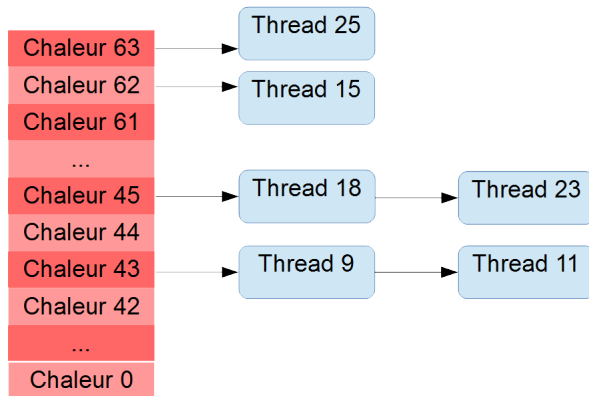 Chaleur 63
Thread 25
Chaleur 62
Thread 15
Chaleur 61
...
Chaleur 45
Thread 18
Thread 23
Chaleur 44
Chaleur 43
Thread 9
Thread 11
Chaleur 42
...
Chaleur 0